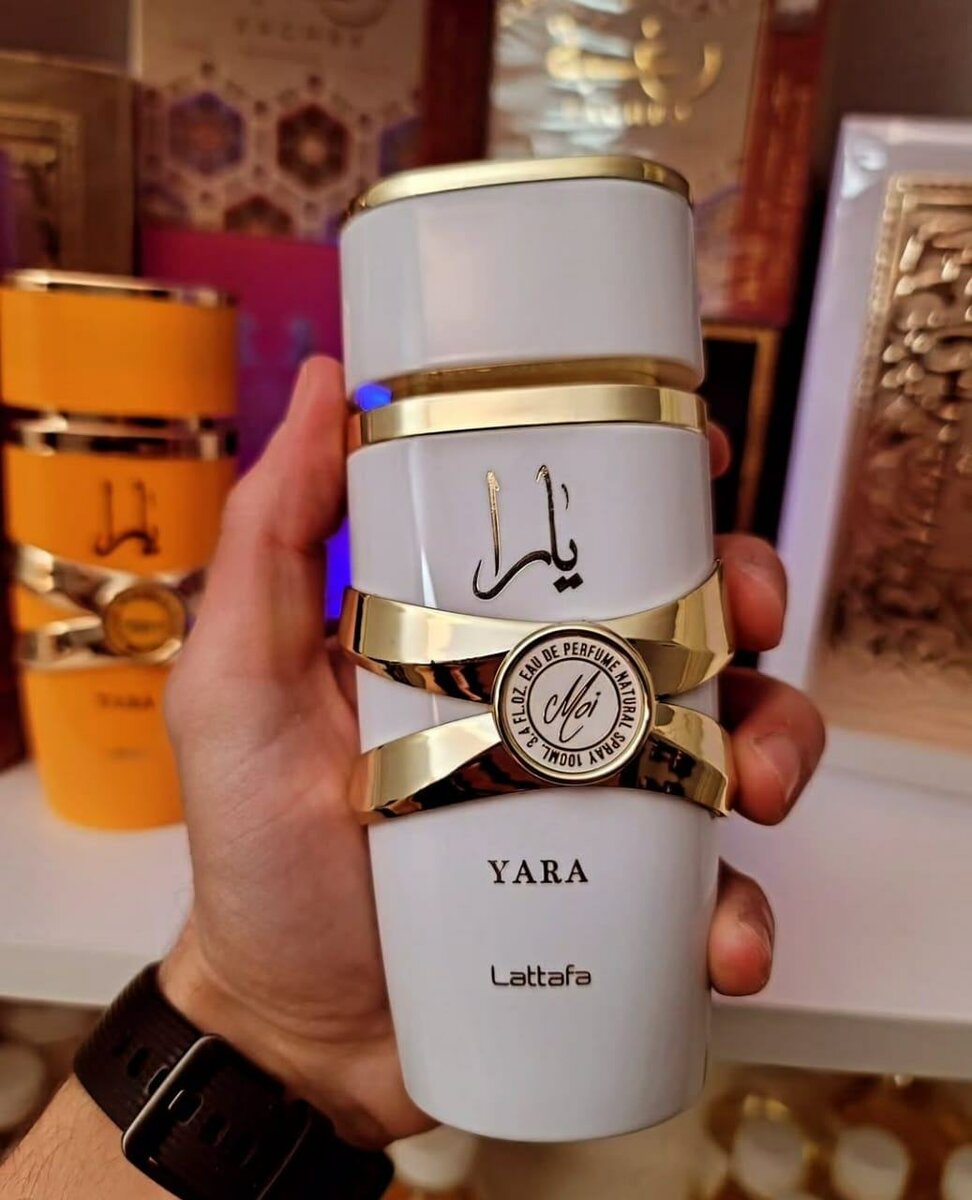 يارا
EAU DE PERFUME NATURAL SPRAY 100ML. 3.4 FL.OZ.
Moi
YARA
Lattafa
يارا
YARA